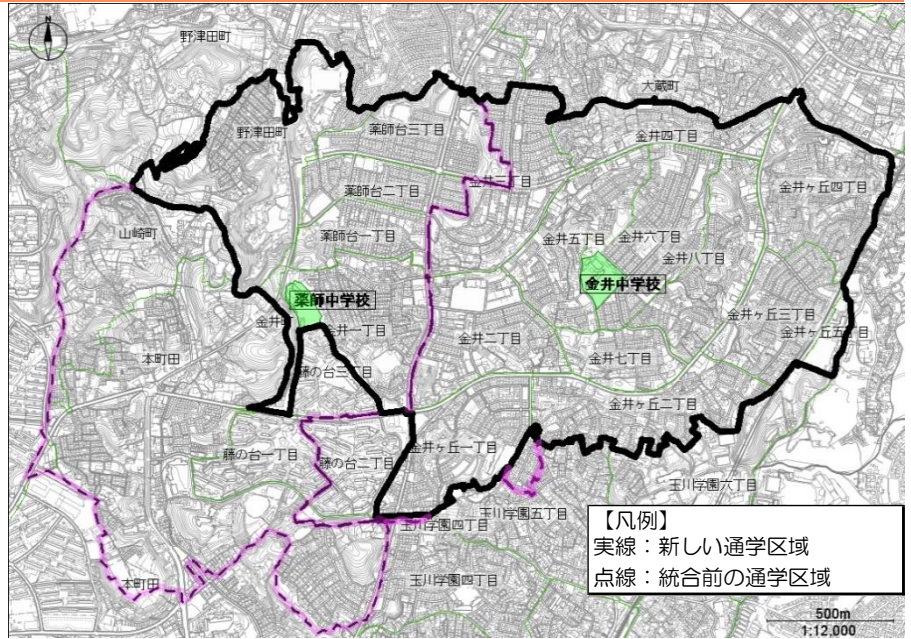 N
野津田町
大蔵町
野津田町
薬師台三丁目
金井四丁目
金井三丁目
薬師台二丁目
金井ヶ丘四丁目
山崎町
薬師台一丁目
金井五丁目
金井六丁目
金井八丁目
金井中学校
薬師中学校
金井ヶ丘三丁目
金井一丁目
金井二丁目
金井ヶ丘五丁目
本町田
金井七丁目
藤の台三丁目
金井ヶ丘二丁目
藤の台一丁目
藤の台二丁目
金井ヶ丘一丁目
玉川学園六丁目
玉川学園五丁目
玉川学園四丁目
本町田
玉川学園四丁目
【凡例】
実線：新しい通学区域
点線：統合前の通学区域
500m
1:12,000